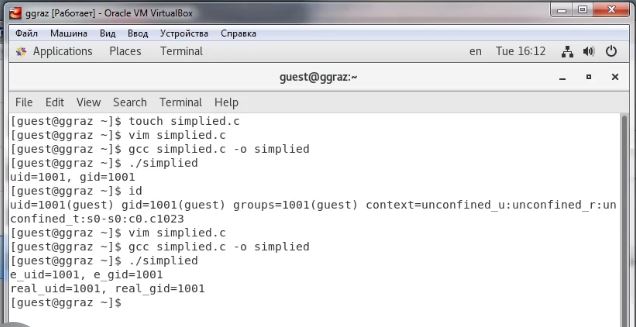 ggraz [Работает] - Oracle VM VirtualBox
Файл Машина Вид Ввод Устройства Справка
Applications Places Terminal en Tue 16:12
guest@ggraz:~
File Edit View Search Terminal Help
[guest@ggraz ~]$ touch simplied.c
[guest@ggraz ~]$ vim simplied.c
[guest@ggraz ~]$ gcc simplied.c -o simplied
[guest@ggraz ~]$ ./simplied
uid=1001, gid=1001
[guest@ggraz ~]$ id
uid=1001(guest) gid=1001(guest) groups=1001(guest) context=unconfined_u:unconfined_r:un
confined_t:s0-s0:c0.c1023
[guest@ggraz ~]$ vim simplied.c
[guest@ggraz ~]$ gcc simplied.c -o simplied
[guest@ggraz ~]$ ./simplied
e_uid=1001, e_gid=1001
real_uid=1001, real_gid=1001
[guest@ggraz ~]$